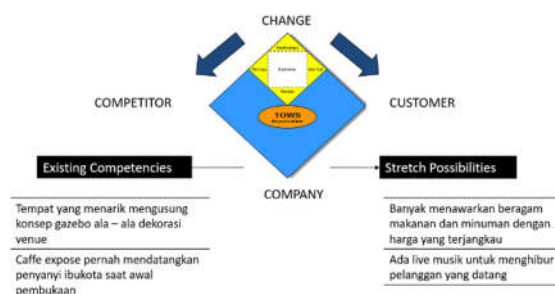 CHANGE
COMPETITOR
CUSTOMER
TOWS
COMPANY
Existing Competencies
Stretch Possibilities
Tempat yang menarik mengusung
konsep gazebo ala – ala dekorasi
venue
Caffe expose pernah mendatangkan
penyanyi ibukota saat awal
pembukaan
Banyak menawarkan beragam
makanan dan minuman dengan
harga yang terjangkau
Ada live musik untuk menghibur
pelanggan yang datang